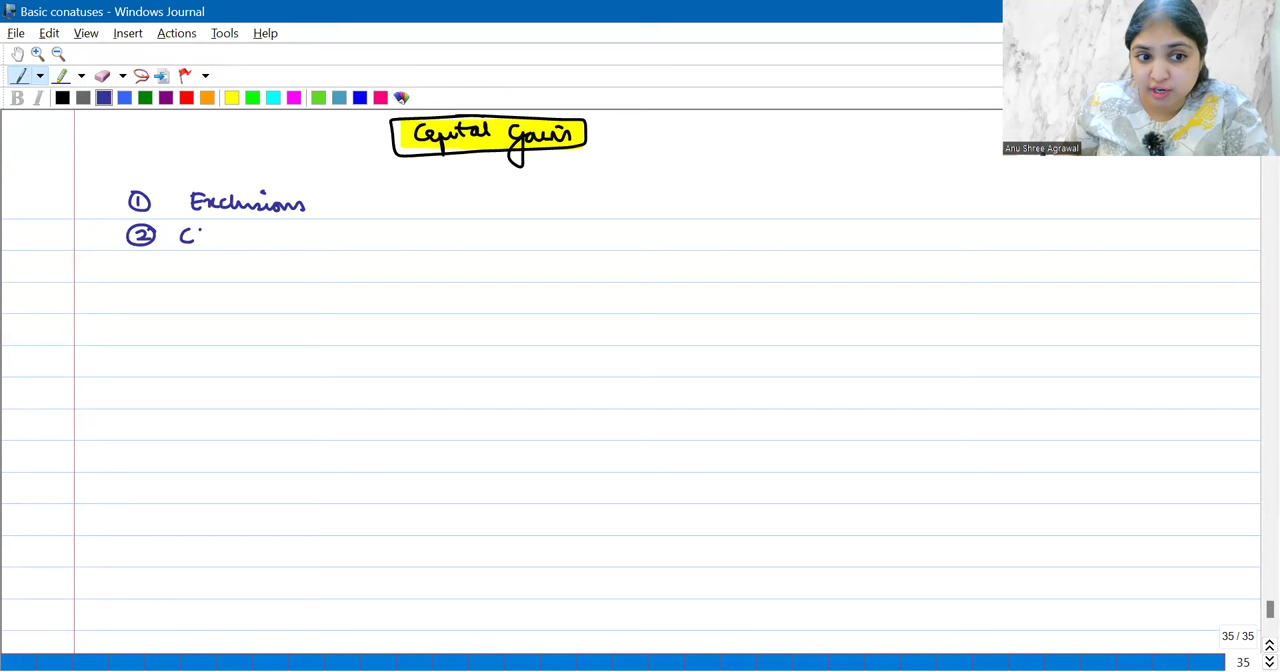 Basic conatuses - Windows Journal
File Edit View Insert Actions Tools Help
B I
Capital Gains
Anu Shree Agrawal
① Exclusions
② C
35 / 35
35